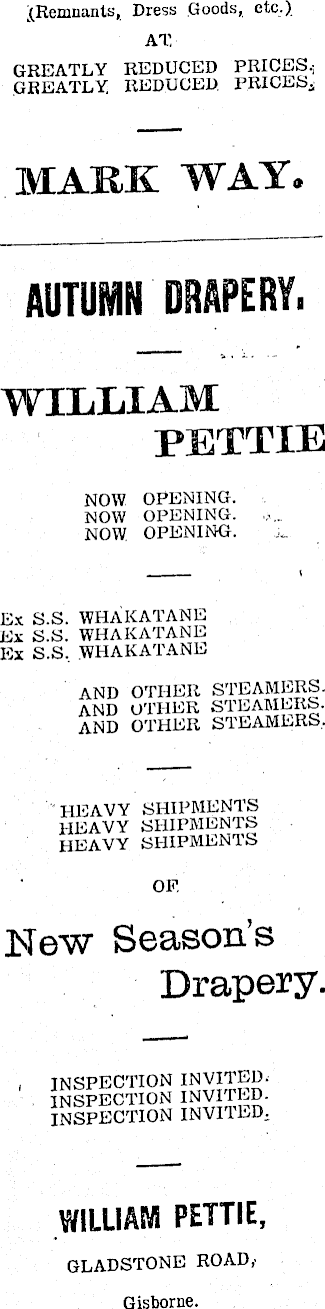 (Remnants, Dress Goods, etc.)
AT
GREATLY REDUCED PRICES.
GREATLY REDUCED PRICES.
MARK WAY.
AUTUMN DRAPERY.
WILLIAM
PETTIE
NOW OPENING.
NOW OPENING.
NOW OPENING.
Ex S.S. WHAKATANE
Ex S.S. WHAKATANE
Ex S.S. WHAKATANE
AND OTHER STEAMERS.
AND OTHER STEAMERS.
AND OTHER STEAMERS.
HEAVY SHIPMENTS
HEAVY SHIPMENTS
HEAVY SHIPMENTS
OF
New Season's
Drapery.
INSPECTION INVITED.
INSPECTION INVITED.
INSPECTION INVITED.
WILLIAM PETTIE,
GLADSTONE ROAD,
Gisborne.